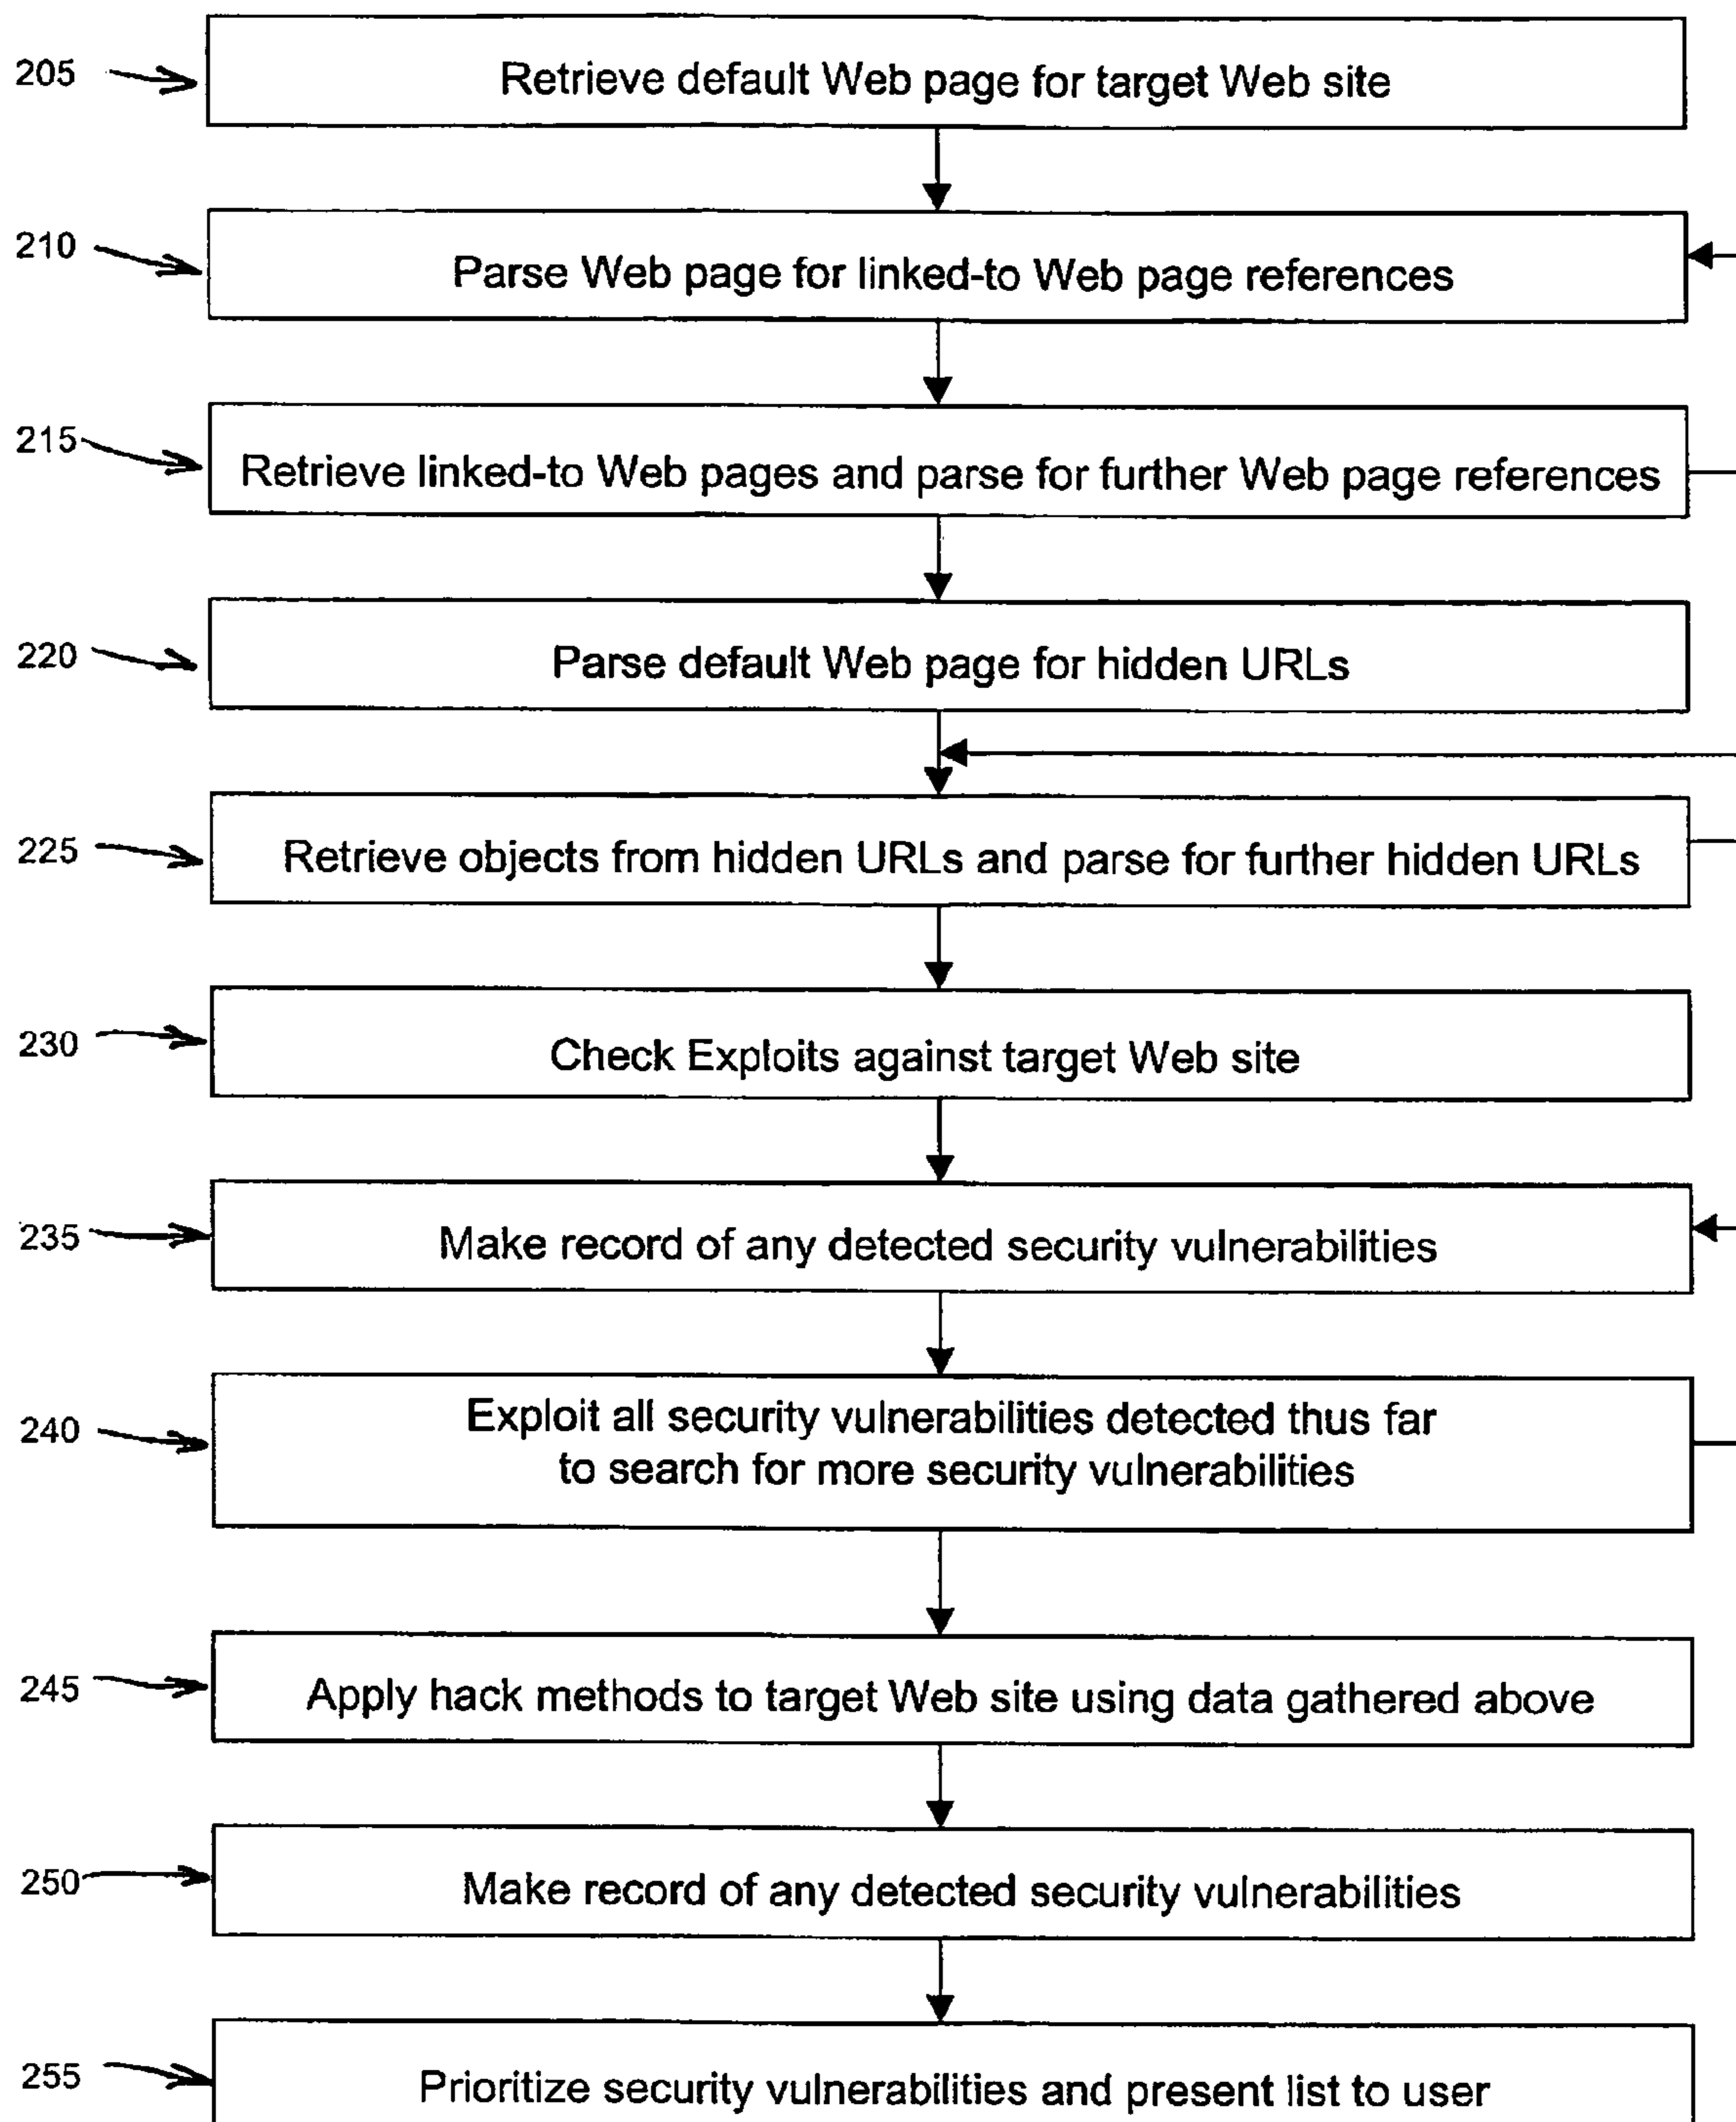 205
Retrieve default Web page for target Web site
210
Parse Web page for linked-to Web page references
215
Retrieve linked-to Web pages and parse for further Web page references
220
Parse default Web page for hidden URLs
225
Retrieve objects from hidden URLs and parse for further hidden URLs
230
Check Exploits against target Web site
235
Make record of any detected security vulnerabilities
240
Exploit all security vulnerabilities detected thus far
to search for more security vulnerabilities
245
Apply hack methods to target Web site using data gathered above
250
Make record of any detected security vulnerabilities
255
Prioritize security vulnerabilities and present list to user